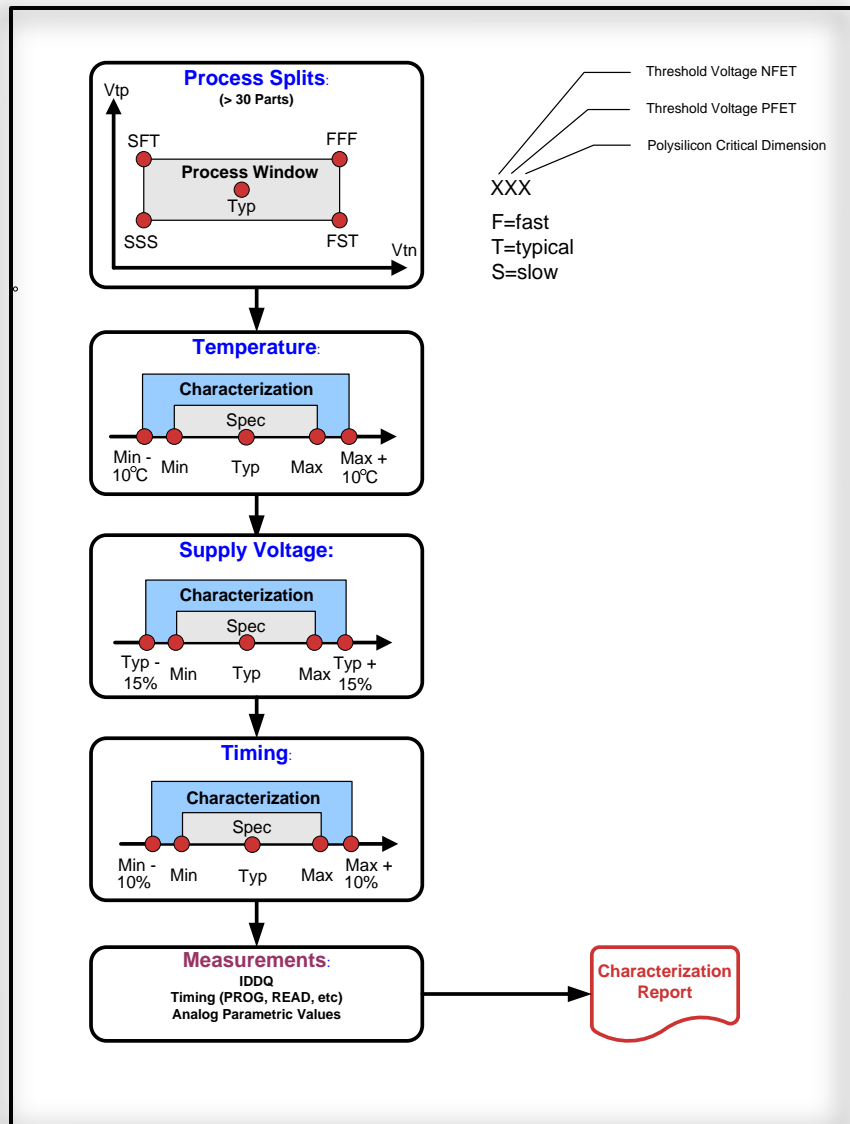 Process Splits:
(> 30 Parts)
Vtp
SFT
FFF
Process Window
Typ
SSS
FST
Vtn
Threshold Voltage NFET
Threshold Voltage PFET
Polysilicon Critical Dimension
XXX
F=fast
T=typical
S=slow
Temperature:
Characterization
Spec
Min -
10°C
Min
Typ
Max
Max +
10°C
Supply Voltage:
Characterization
Spec
Typ -
15%
Min
Typ
Max
Typ +
15%
Timing:
Characterization
Spec
Min -
10%
Min
Typ
Max
Max +
10%
Measurements:
IDDQ
Timing (PROG, READ, etc)
Analog Parametric Values
Characterization
Report